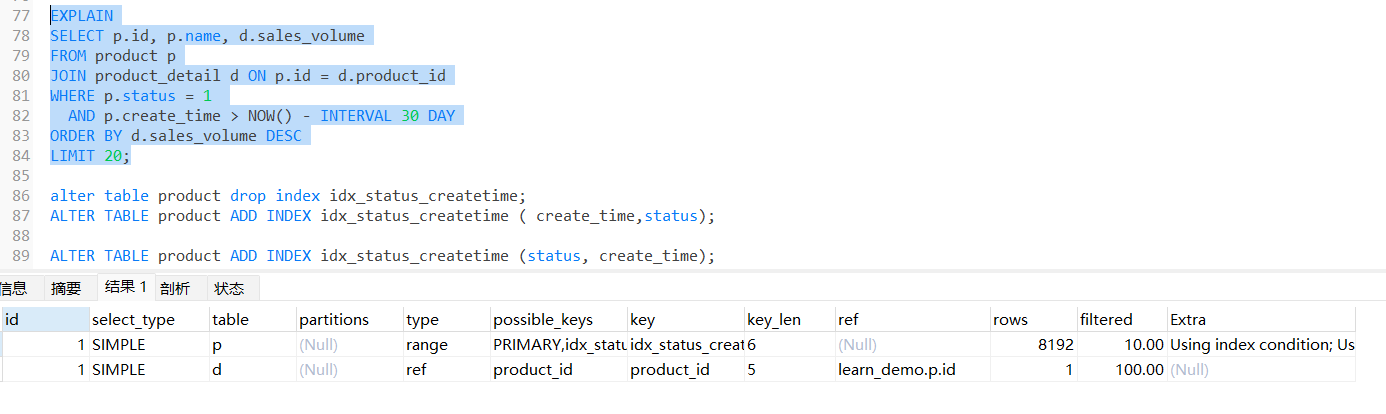 77 EXPLAIN
78 SELECT p.id, p.name, d.sales_volume
79 FROM product p
80 JOIN product_detail d ON p.id = d.product_id
81 WHERE p.status = 1
82   AND p.create_time > NOW() - INTERVAL 30 DAY
83 ORDER BY d.sales_volume DESC
84 LIMIT 20;
85
86 alter table product drop index idx_status_createtime;
87 ALTER TABLE product ADD INDEX idx_status_createtime ( create_time,status);
88
89 ALTER TABLE product ADD INDEX idx_status_createtime (status, create_time);
信息 摘要 结果 1 剖析 状态
id select_type table partitions type possible_keys key key_len ref rows filtered Extra
1 SIMPLE p (Null) range PRIMARY,idx_statu idx_status_creat 6 (Null) 8192 10.00 Using index condition; Us
1 SIMPLE d (Null) ref product_id product_id 5 learn_demo.p.id 1 100.00 (Null)